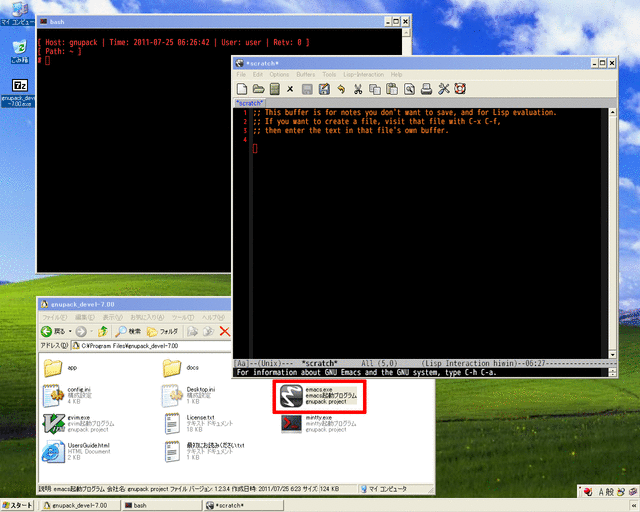 マイ コンピュータ
ごみ箱
7z
gnupack_devel-7.00.exe
bash
[ Host: gnupack | Time: 2011-07-25 06:26:42 | User: user | Retv: 0 ]
[ Path: ~ ]
#
*scratch*
File Edit Options Buffers Tools Lisp-Interaction Help
*scratch*
1 ;; This buffer is for notes you don't want to save, and for Lisp evaluation.
2 ;; If you want to create a file, visit that file with C-x C-f,
3 ;; then enter the text in that file's own buffer.
4
[Aa]--(Unix)--- *scratch* All (5,0) (Lisp Interaction himin)--06:27
For information about GNU Emacs and the GNU system, type C-h C-a.
gnupack_devel-7.00
ファイル(F) 編集(E) 表示(V) お気に入り(A) ツール(T) ヘルプ(H)
戻る 検索 フォルダ
アドレス(D) C:¥Program Files¥gnupack_devel-7.00
app
docs
config.ini
構成設定
4 KB
Desktop.ini
構成設定
1 KB
emacs.exe
emacs起動プログラム
gnupack project
gvim.exe
gvim起動プログラム
gnupack project
License.txt
テキスト ドキュメント
18 KB
mintty.exe
mintty起動プログラム
gnupack project
UsersGuide.html
HTML Document
2 KB
最初にお読みください.txt
テキスト ドキュメント
説明: emacs起動プログラム 会社名: gnupack project ファイル バージョン: 1.2.3.4 作成日時: 2011/07/25 6:23 サイズ: 124 KB
マイ コンピュータ
A 般
スタート
gnupack_devel-7.00
bash
*scratch*